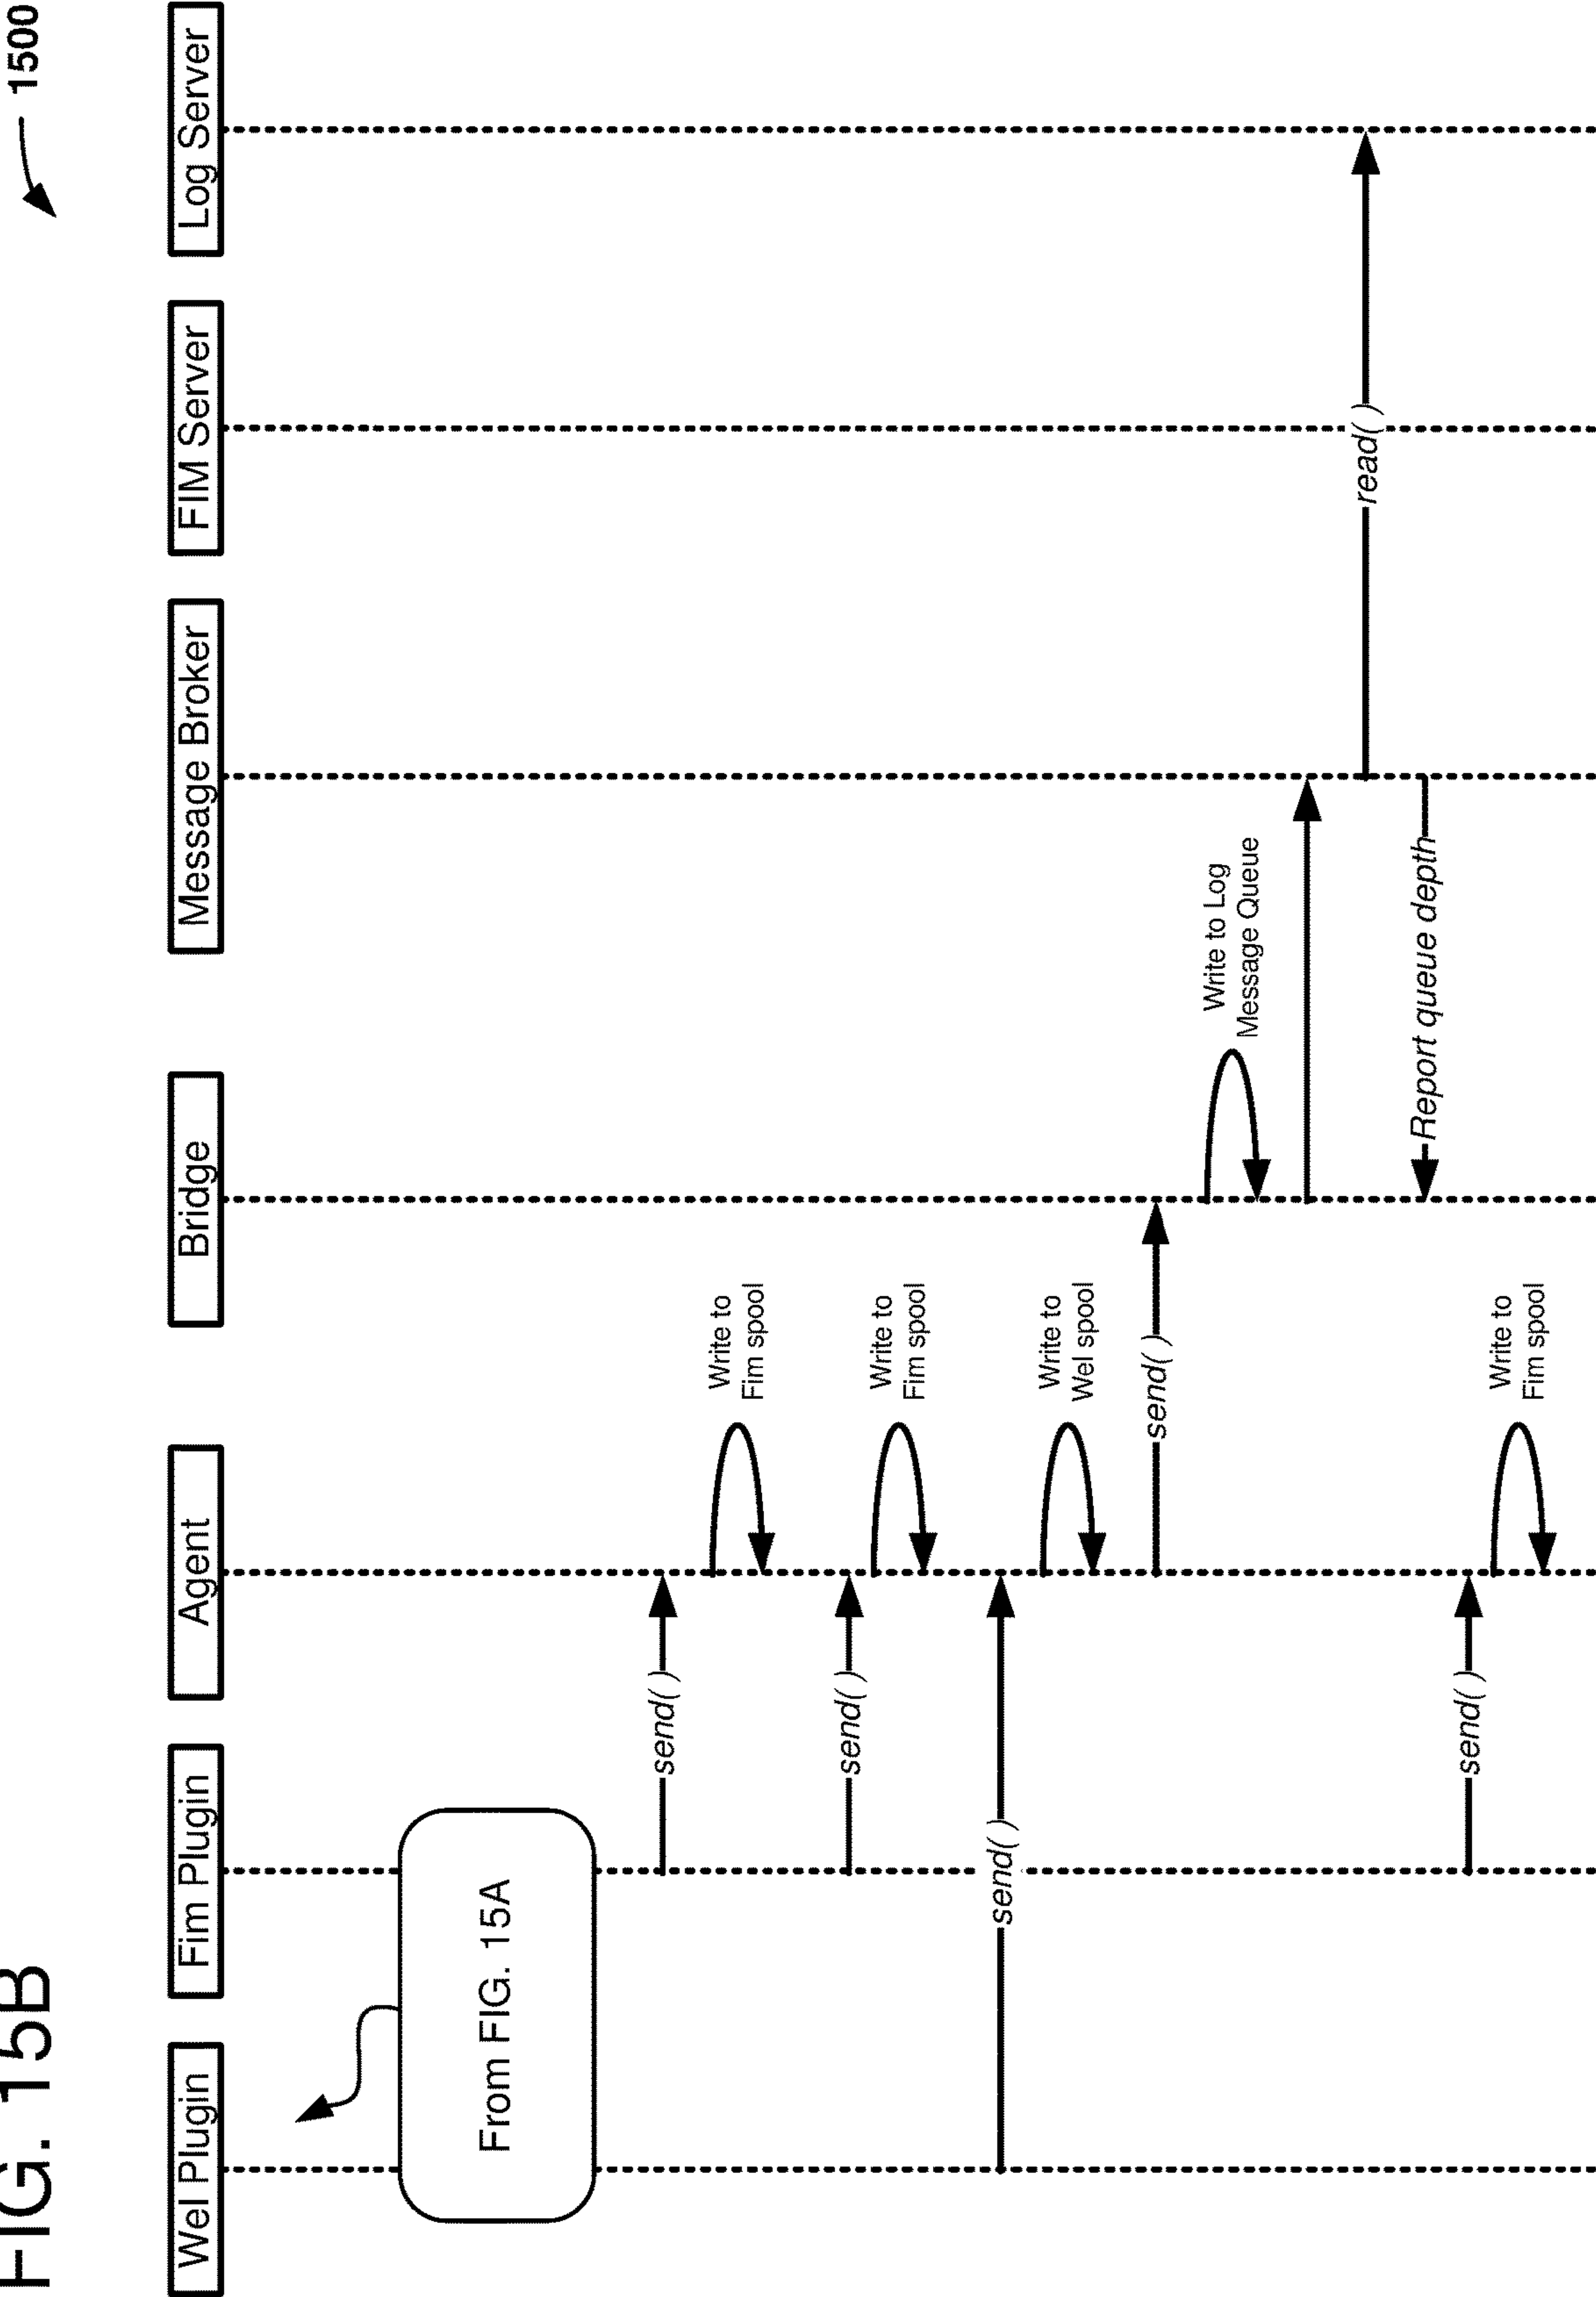 FIG. 15B
1500
Wel Plugin
Fim Plugin
Agent
Bridge
Message Broker
FIM Server
Log Server
From FIG. 15A
send( )
Write to
Fim spool
send( )
Write to
Fim spool
send( )
Write to
Wel spool
send( )
Write to Log
Message Queue
read( )
Report queue depth
send( )
Write to
Fim spool